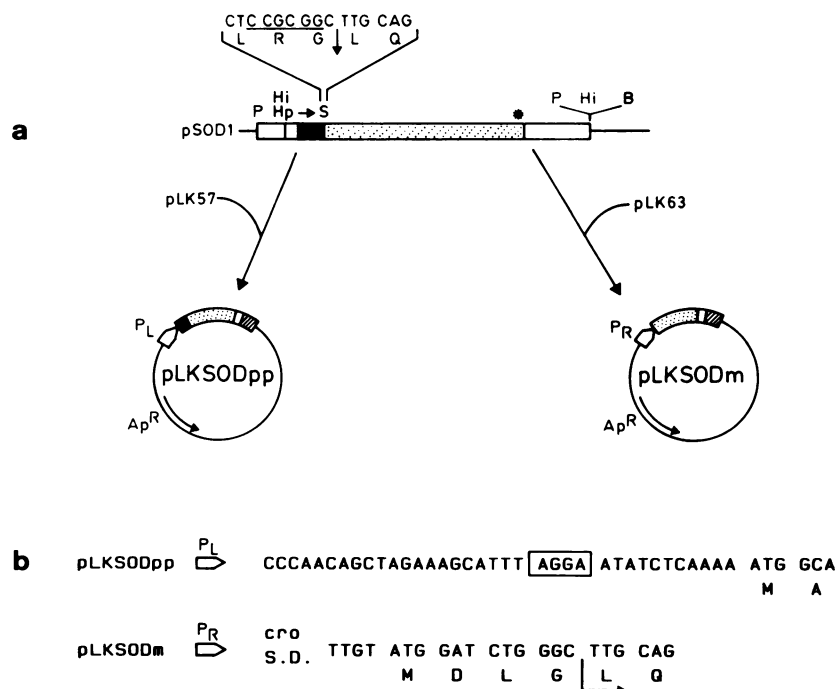 CTC CGC GGC TTG CAG
L R G L Q
Hi
P Hp S
P Hi B
a
pSOD1
pLK57
pLK63
PL
PR
pLKSODpp
pLKSODm
ApR
ApR
b
pLKSODpp PL CCCAACAGCTAGAAAGCATTT AGGA ATATCTCAAAA ATG GCA
M A
pLKSODm PR cro S.D. TTGT ATG GAT CTG GGC TTG CAG
M D L G L Q